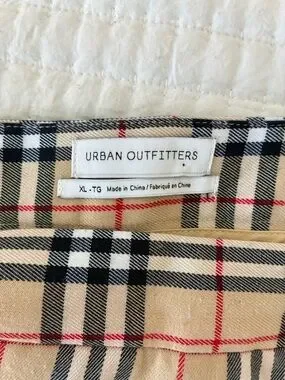 URBAN OUTFITTERS
XL-TG Made in China / Fabriqué en Chine